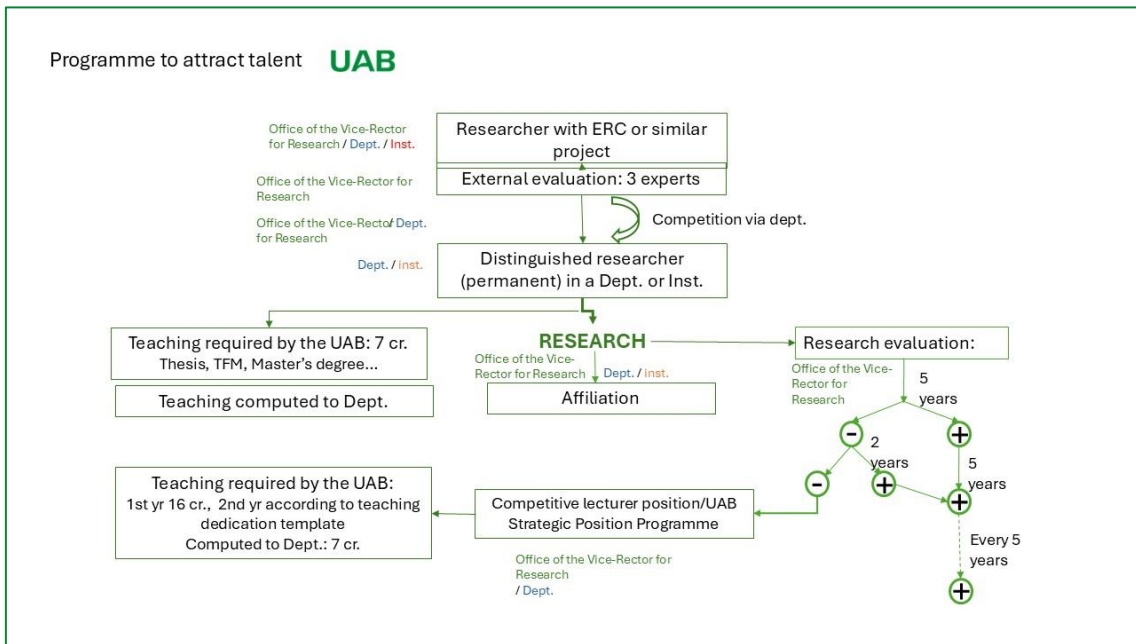 Programme to attract talent UAB
Office of the Vice-Rector
for Research / Dept. / Inst.
Researcher with ERC or similar
project
Office of the Vice-Rector for
Research
External evaluation: 3 experts
Office of the Vice-Recto/ Dept.
for Research
Competition via dept.
Dept. / inst.
Distinguished researcher
(permanent) in a Dept. or Inst.
Teaching required by the UAB: 7 cr.
Thesis, TFM, Master's degree...
Teaching computed to Dept.
RESEARCH
Office of the Vice-
Rector for Research
Dept. / inst.
Affiliation
Research evaluation:
Office of the Vice-
Rector for
Research
5
years
-
+
2
years
5
years
-
+
+
Every 5
years
+
Teaching required by the UAB:
1st yr 16 cr., 2nd yr according to teaching
dedication template
Computed to Dept.: 7 cr.
Competitive lecturer position/UAB
Strategic Position Programme
Office of the Vice-Rector for
Research
/ Dept.